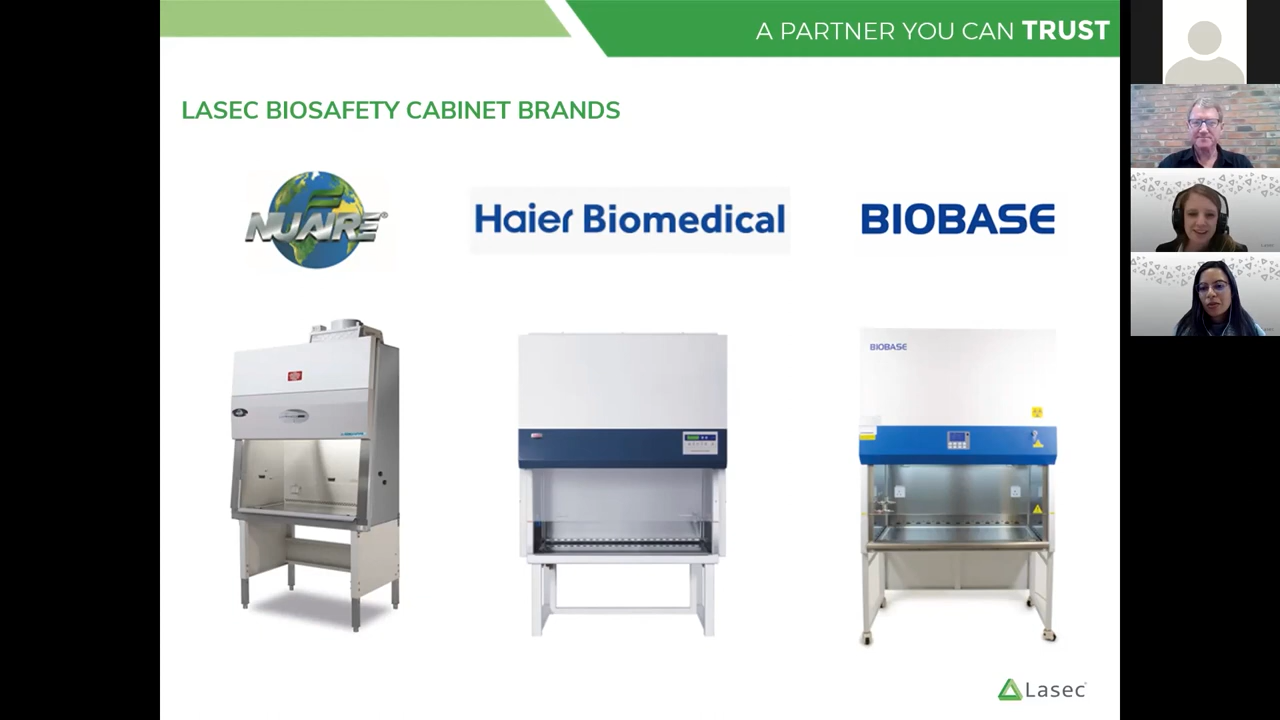 A PARTNER YOU CAN TRUST
LASEC BIOSAFETY CABINET BRANDS
NUAIRE®
Haier Biomedical
BIOBASE
BIOBASE
Lasec